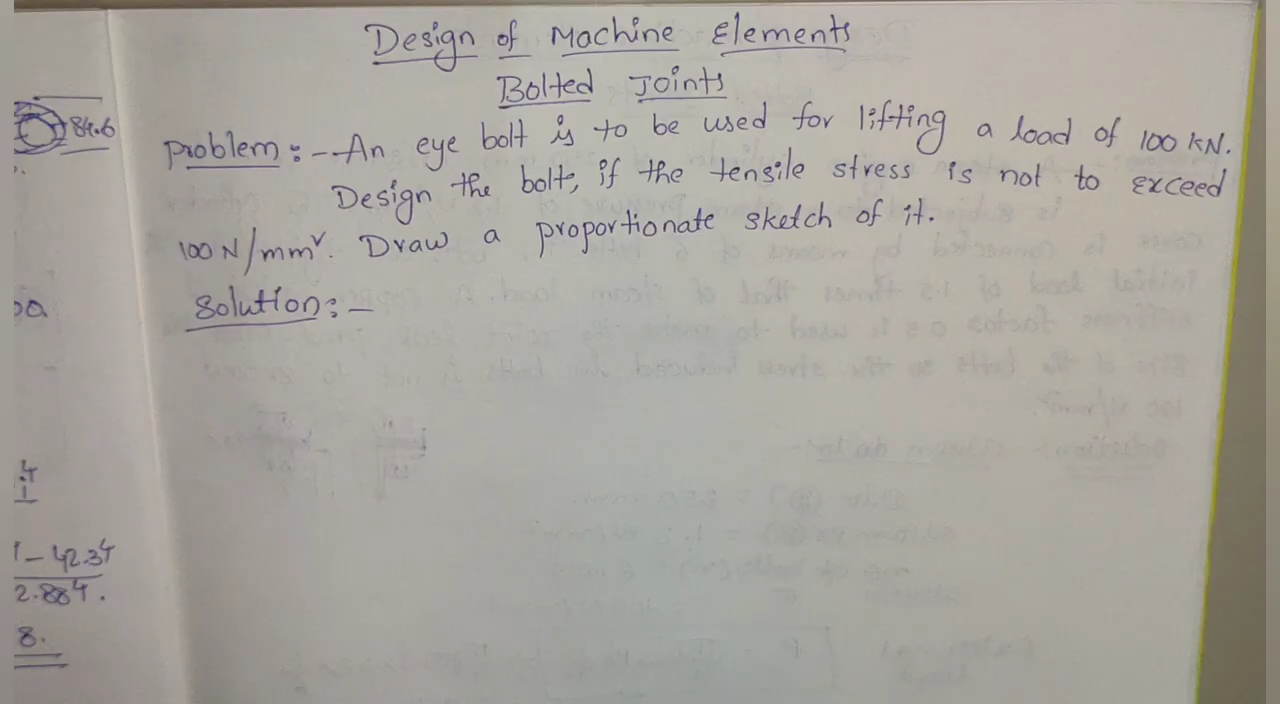 Design of Machine Elements
Bolted Joints
84.6
Problem:- An eye bolt is to be used for lifting a load of 100 KN.
Design the bolt, if the tensile stress is not to exceed
100 N/mm². Draw a proportionate sketch of it.
Solution:-
1 - 42.34
2.884.
8.